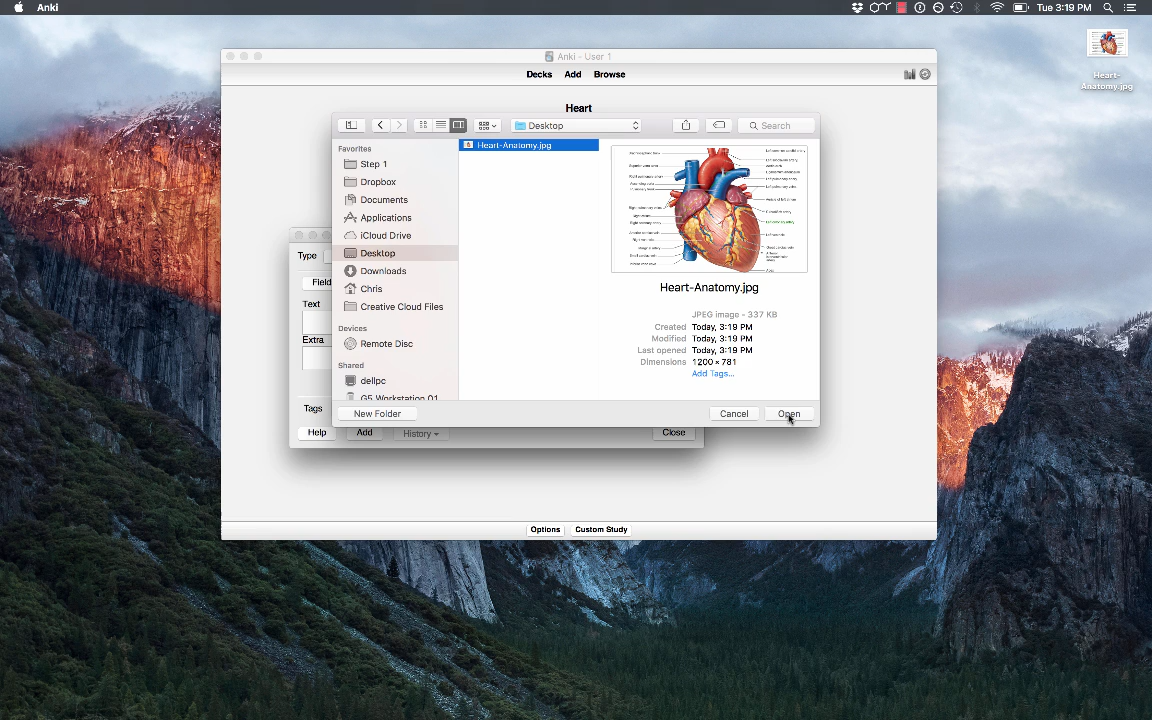 Anki
Tue 3:19 PM
Heart-
Anatomy.jpg
Anki - User 1
Decks Add Browse
Heart
Desktop
Search
Favorites
Step 1
Dropbox
Documents
Applications
iCloud Drive
Desktop
Downloads
Chris
Creative Cloud Files
Devices
Remote Disc
Shared
dellpc
G5 Workstation 01
Heart-Anatomy.jpg
Heart-Anatomy.jpg
JPEG image - 337 KB
Created Today, 3:19 PM
Modified Today, 3:19 PM
Last opened Today, 3:19 PM
Dimensions 1200 × 781
Add Tags...
New Folder
Cancel Open
Type
Field
Text
Extra
Tags
Help Add History Close
Options Custom Study